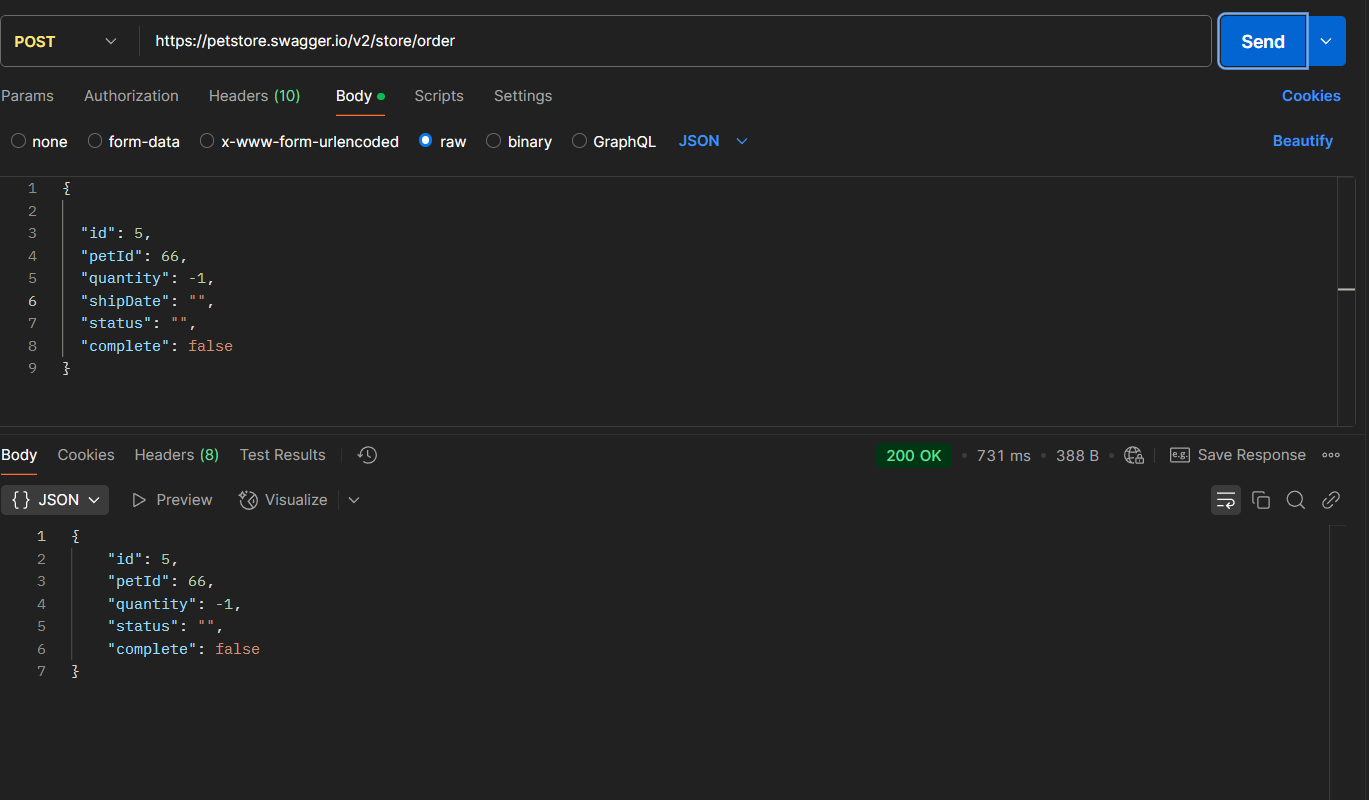 POST https://petstore.swagger.io/v2/store/order Send
Params Authorization Headers (10) Body Scripts Settings Cookies
none form-data x-www-form-urlencoded raw binary GraphQL JSON Beautify
1 {
2
3 "id": 5,
4 "petId": 66,
5 "quantity": -1,
6 "shipDate": "",
7 "status": "",
8 "complete": false
9 }
Body Cookies Headers (8) Test Results 200 OK • 731 ms • 388 B • e.g. Save Response
{} JSON Preview Visualize
1 {
2 "id": 5,
3 "petId": 66,
4 "quantity": -1,
5 "status": "",
6 "complete": false
7 }